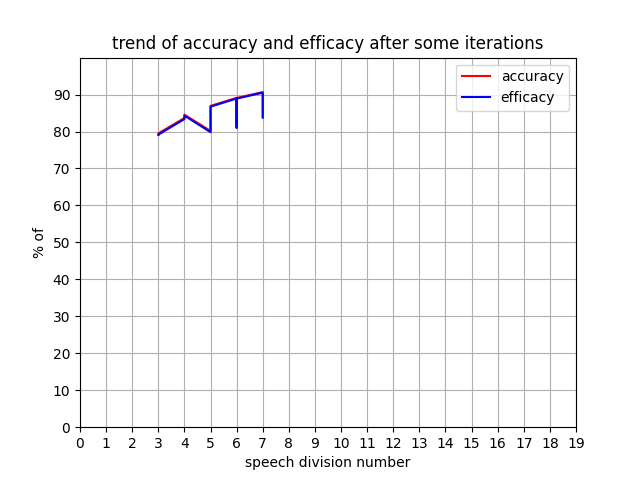 trend of accuracy and efficacy after some iterations
accuracy
efficacy
% of
90
80
70
60
50
40
30
20
10
0
0 1 2 3 4 5 6 7 8 9 10 11 12 13 14 15 16 17 18 19
speech division number